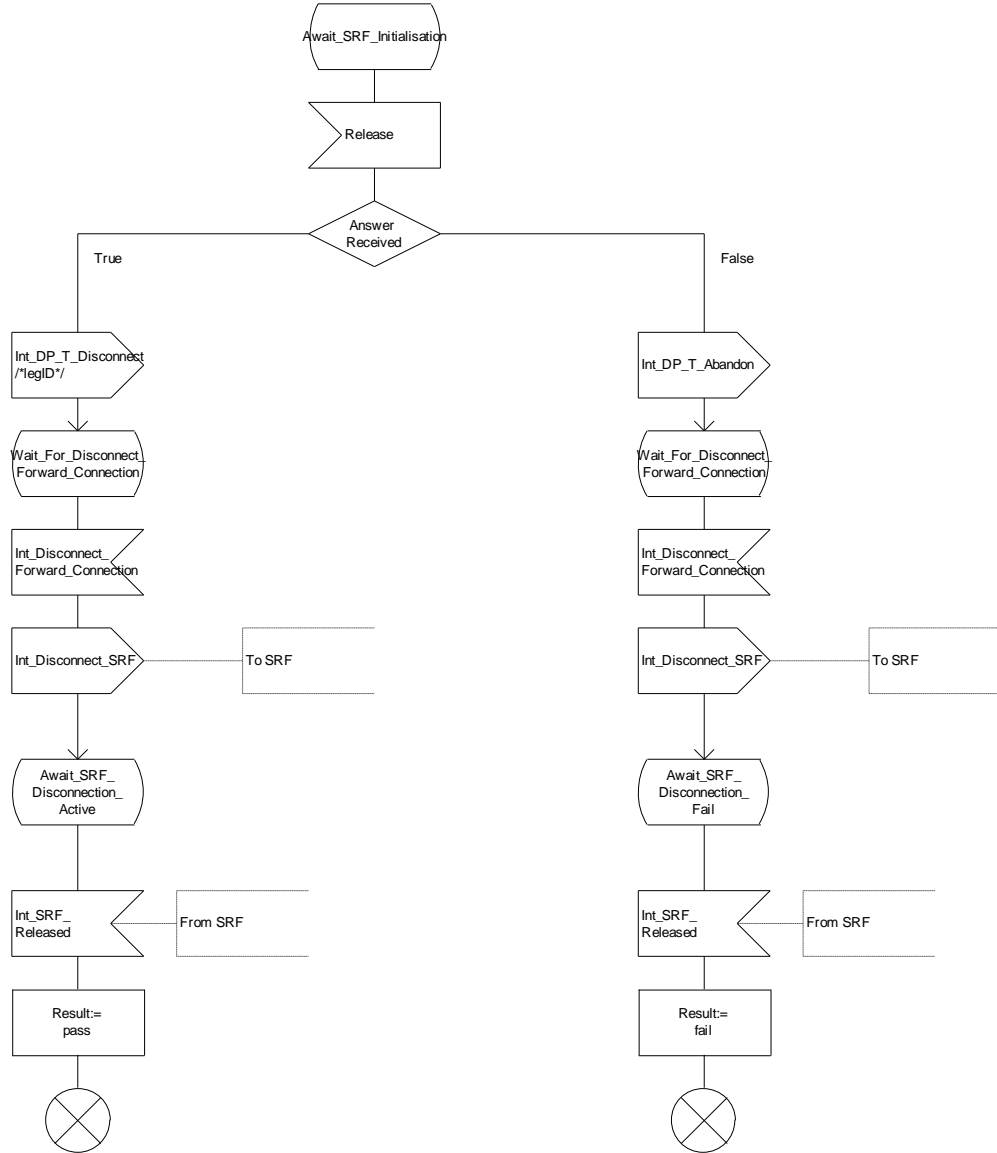 Await_SRF_Initialisation
Release
Answer
Received
True
False
Int_DP_T_Disconnect
/*legID*/
Int_DP_T_Abandon
Wait_For_Disconnect_
Forward_Connection
Wait_For_Disconnect_
Forward_Connection
Int_Disconnect_
Forward_Connection
Int_Disconnect_
Forward_Connection
Int_Disconnect_SRF
To SRF
Int_Disconnect_SRF
To SRF
Await_SRF_
Disconnection_
Active
Await_SRF_
Disconnection_
Fail
Int_SRF_
Released
From SRF
Int_SRF_
Released
From SRF
Result:=
pass
Result:=
fail